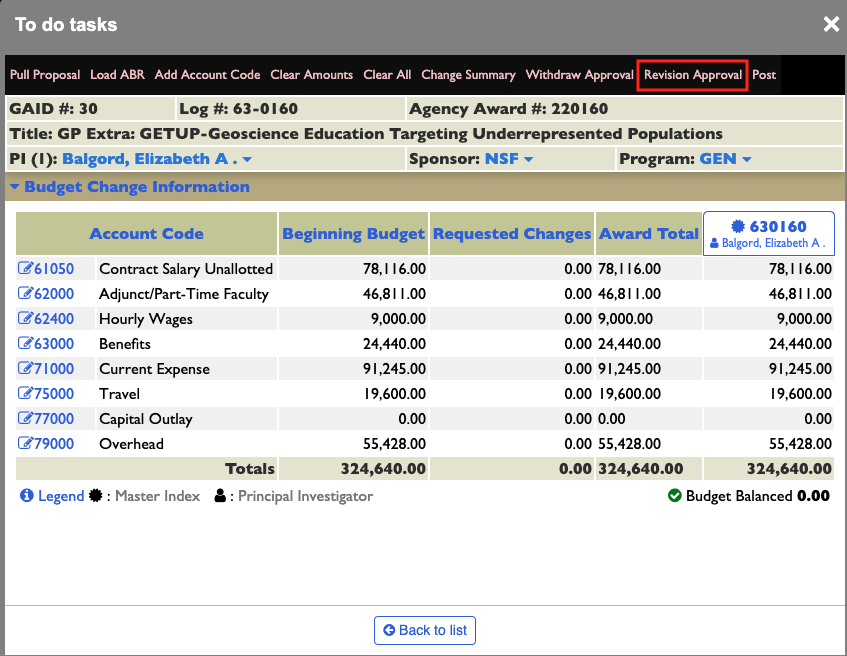 To do tasks
Pull Proposal Load ABR Add Account Code Clear Amounts Clear All Change Summary Withdraw Approval Revision Approval Post
GAID #: 30 Log #: 63-0160 Agency Award #: 220160
Title: GP Extra: GETUP-Geoscience Education Targeting Underrepresented Populations
PI (1): Balgord, Elizabeth A . Sponsor: NSF Program: GEN
Budget Change Information
Account Code Beginning Budget Requested Changes Award Total 630160
Balgord, Elizabeth A .
61050 Contract Salary Unallotted 78,116.00 0.00 78,116.00 78,116.00
62000 Adjunct/Part-Time Faculty 46,811.00 0.00 46,811.00 46,811.00
62400 Hourly Wages 9,000.00 0.00 9,000.00 9,000.00
63000 Benefits 24,440.00 0.00 24,440.00 24,440.00
71000 Current Expense 91,245.00 0.00 91,245.00 91,245.00
75000 Travel 19,600.00 0.00 19,600.00 19,600.00
77000 Capital Outlay 0.00 0.00 0.00 0.00
79000 Overhead 55,428.00 0.00 55,428.00 55,428.00
Totals 324,640.00 0.00 324,640.00 324,640.00
Legend : Master Index : Principal Investigator Budget Balanced 0.00
Back to list